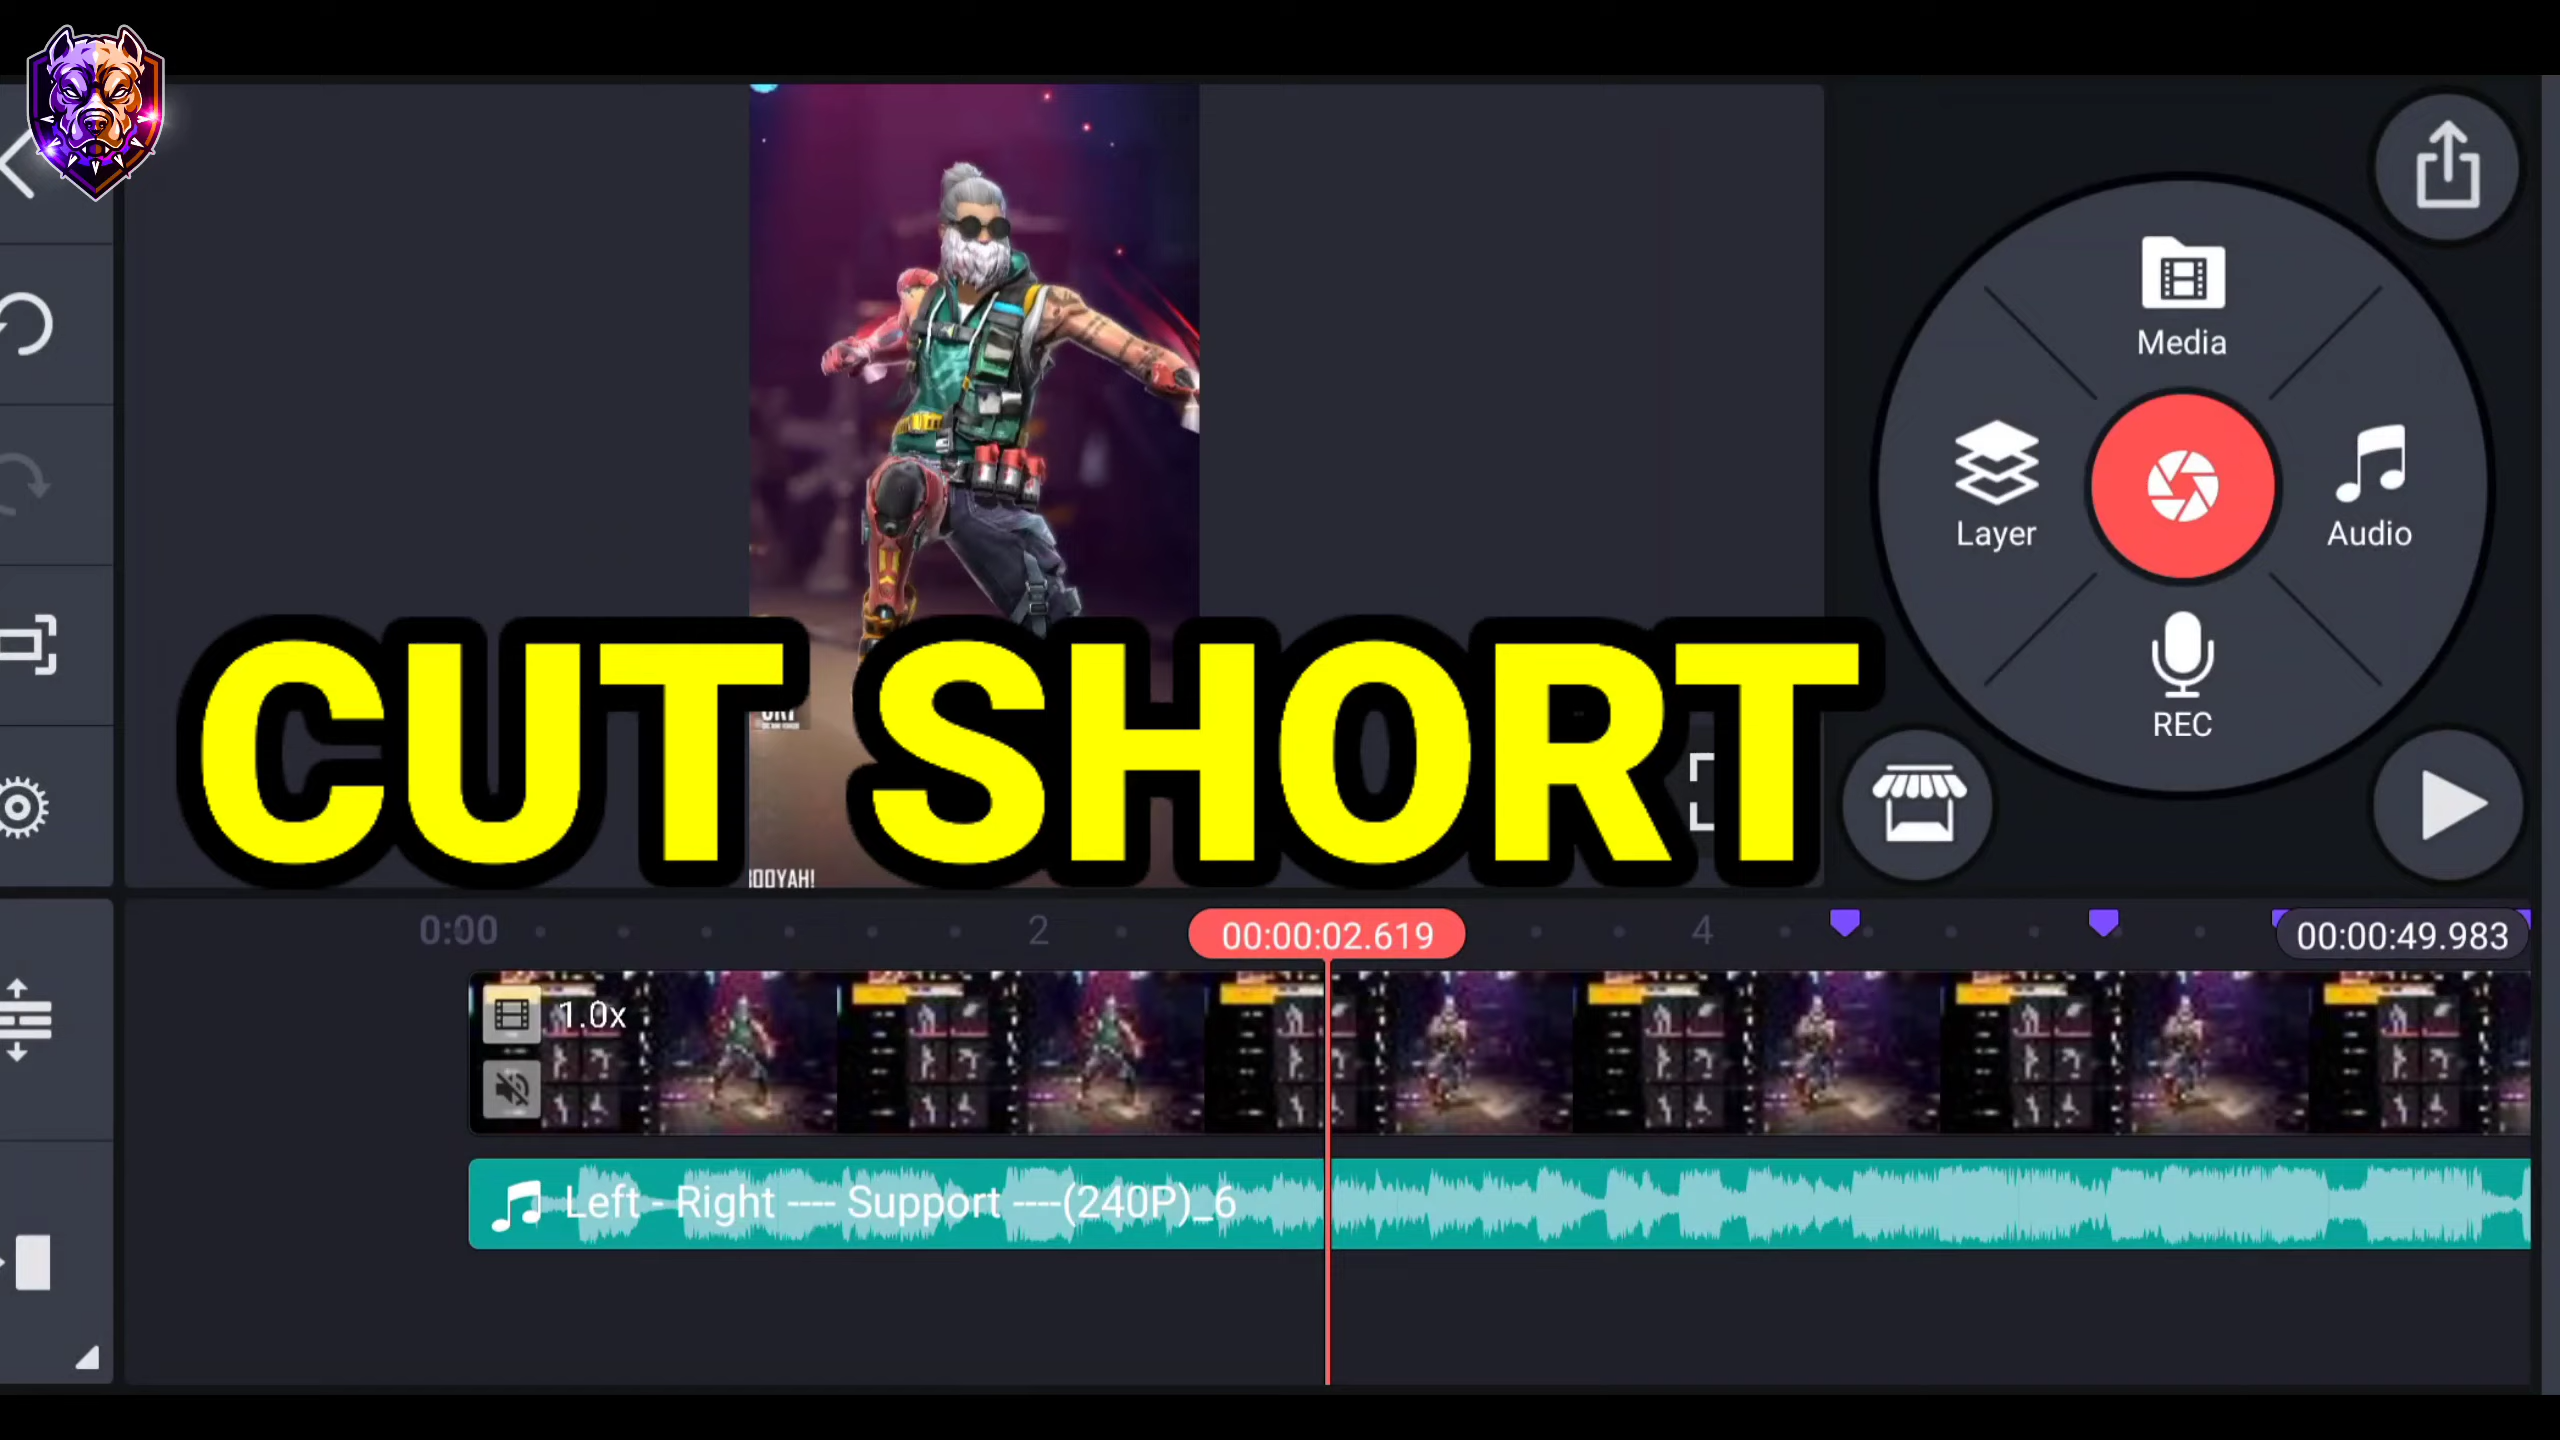 Media
Layer
Audio
REC
CUT SHORT
BOOYAH!
0:00
2
00:00:02.619
4
00:00:49.983
1.0x
Left - Right ---- Support ----(240P)_6